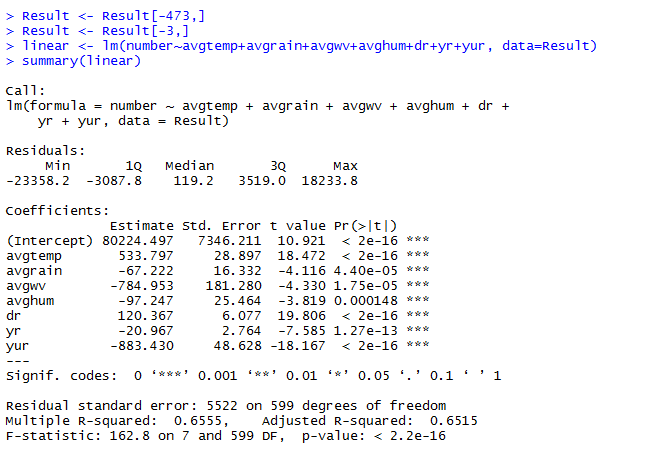 > Result <- Result[-473,]
> Result <- Result[-3,]
> linear <- lm(number~avgtemp+avgrain+avgwv+avghum+dr+yr+yur, data=Result)
> summary(linear)
Call:
lm(formula = number ~ avgtemp + avgrain + avgwv + avghum + dr +
yr + yur, data = Result)
Residuals:
Min 1Q Median 3Q Max
-23358.2 -3087.8 119.2 3519.0 18233.8
Coefficients:
Estimate Std. Error t value Pr(>|t|)
(Intercept) 80224.497 7346.211 10.921 < 2e-16 ***
avgtemp 533.797 28.897 18.472 < 2e-16 ***
avgrain -67.222 16.332 -4.116 4.40e-05 ***
avgwv -784.953 181.280 -4.330 1.75e-05 ***
avghum -97.247 25.464 -3.819 0.000148 ***
dr 120.367 6.077 19.806 < 2e-16 ***
yr -20.967 2.764 -7.585 1.27e-13 ***
yur -883.430 48.628 -18.167 < 2e-16 ***
---
Signif. codes: 0 ‘***’ 0.001 ‘**’ 0.01 ‘*’ 0.05 ‘.’ 0.1 ‘ ’ 1
Residual standard error: 5522 on 599 degrees of freedom
Multiple R-squared: 0.6555, Adjusted R-squared: 0.6515
F-statistic: 162.8 on 7 and 599 DF, p-value: < 2.2e-16